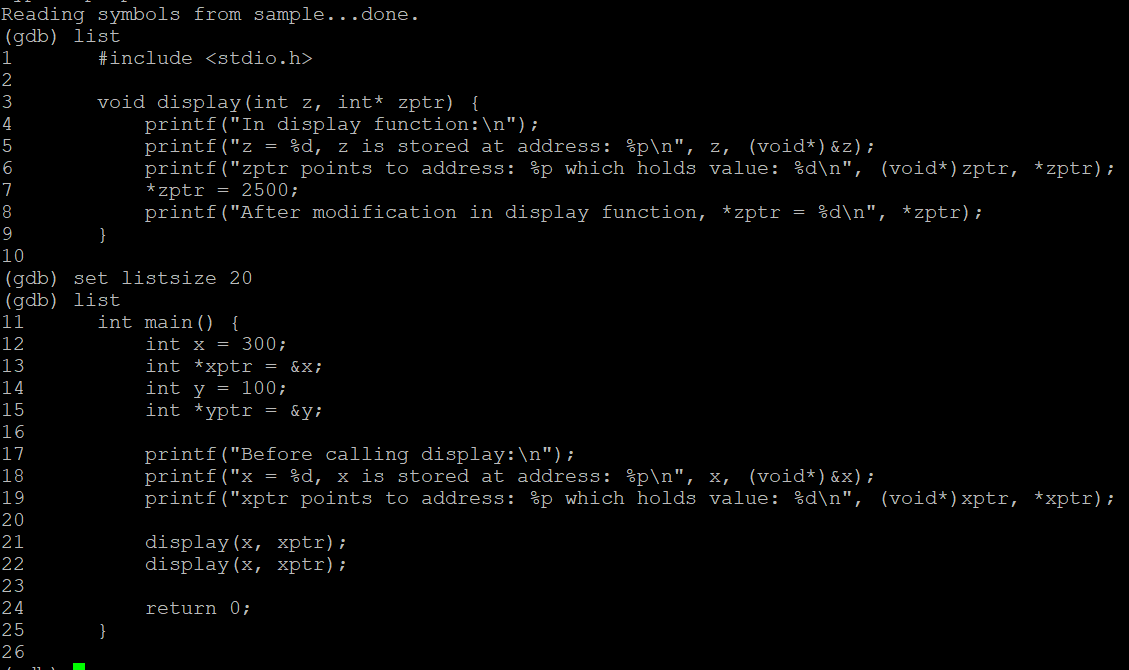 Reading symbols from sample...done.
(gdb) list
1       #include <stdio.h>
2
3       void display(int z, int* zptr) {
4           printf("In display function:\n");
5           printf("z = %d, z is stored at address: %p\n", z, (void*)&z);
6           printf("zptr points to address: %p which holds value: %d\n", (void*)zptr, *zptr);
7           *zptr = 2500;
8           printf("After modification in display function, *zptr = %d\n", *zptr);
9       }
10
(gdb) set listsize 20
(gdb) list
11      int main() {
12          int x = 300;
13          int *xptr = &x;
14          int y = 100;
15          int *yptr = &y;
16
17          printf("Before calling display:\n");
18          printf("x = %d, x is stored at address: %p\n", x, (void*)&x);
19          printf("xptr points to address: %p which holds value: %d\n", (void*)xptr, *xptr);
20
21          display(x, xptr);
22          display(x, xptr);
23
24          return 0;
25      }
26